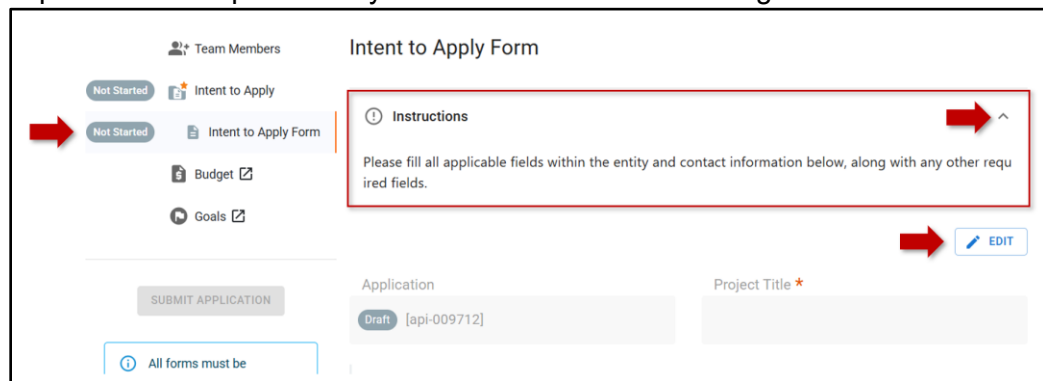 Team Members
Not Started Intent to Apply
Not Started Intent to Apply Form
Budget
Goals
SUBMIT APPLICATION
All forms must be
Intent to Apply Form
Instructions
Please fill all applicable fields within the entity and contact information below, along with any other requ
ired fields.
EDIT
Application
Draft [api-009712]
Project Title *